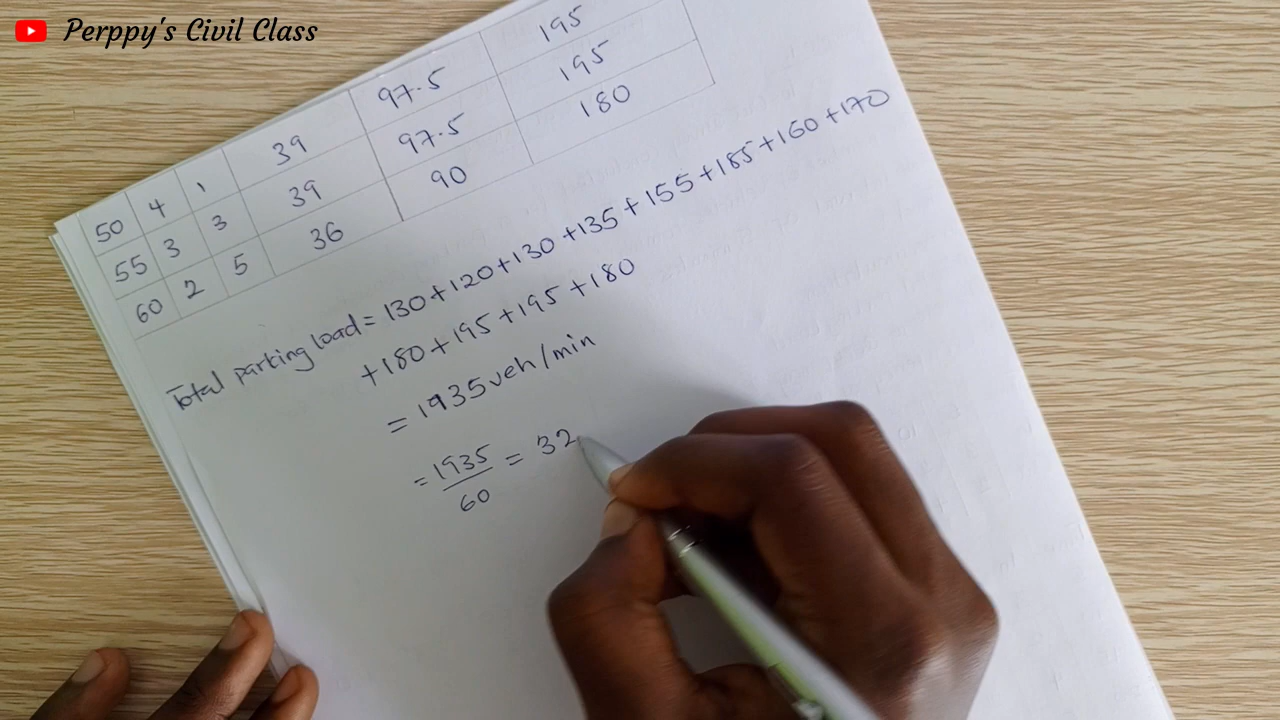 Perppy's Civil Class
195
50 4 1 39 97.5 195
55 3 3 39 97.5 180
60 2 5 36 90
Total parking load = 130+120+130+135+155+185+160+170
+180+195+195+180
= 1935 veh/min
= 1935/60 = 32